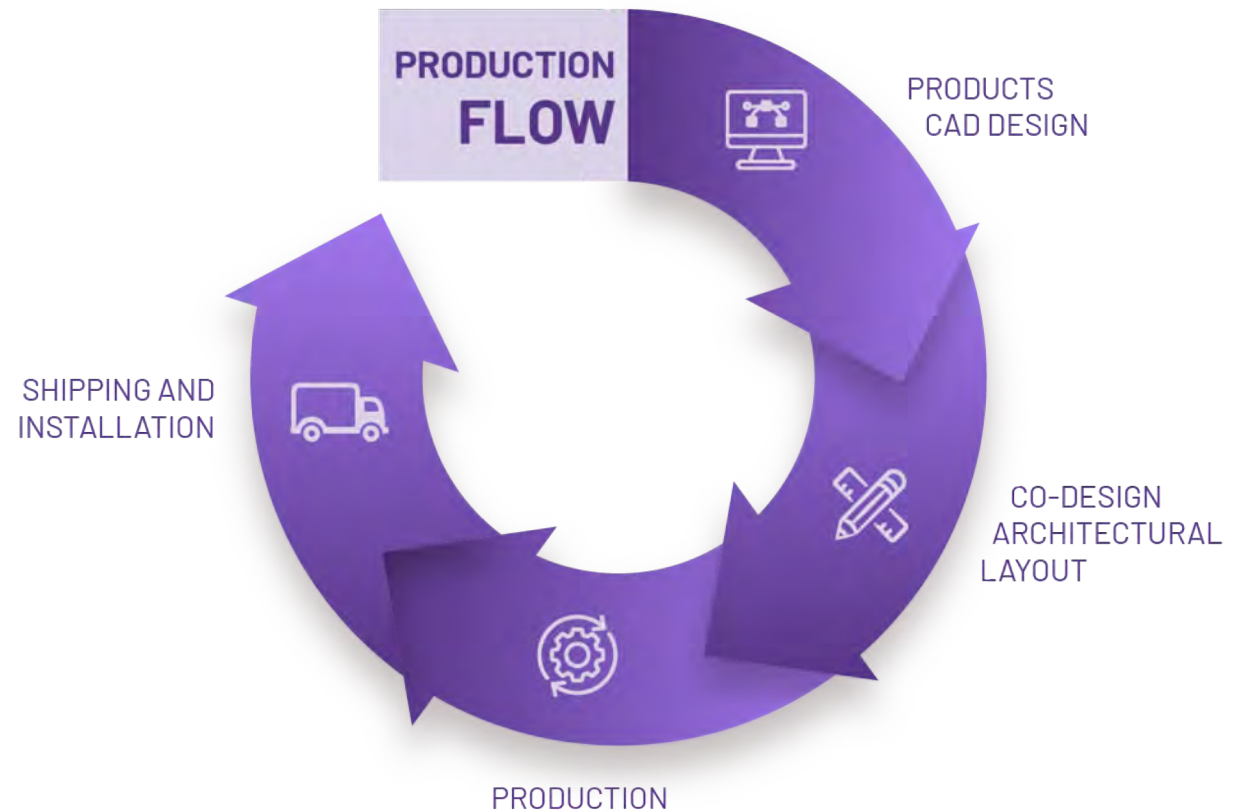 PRODUCTION
FLOW
PRODUCTS
CAD DESIGN
CO-DESIGN
ARCHITECTURAL
LAYOUT
PRODUCTION
SHIPPING AND
INSTALLATION